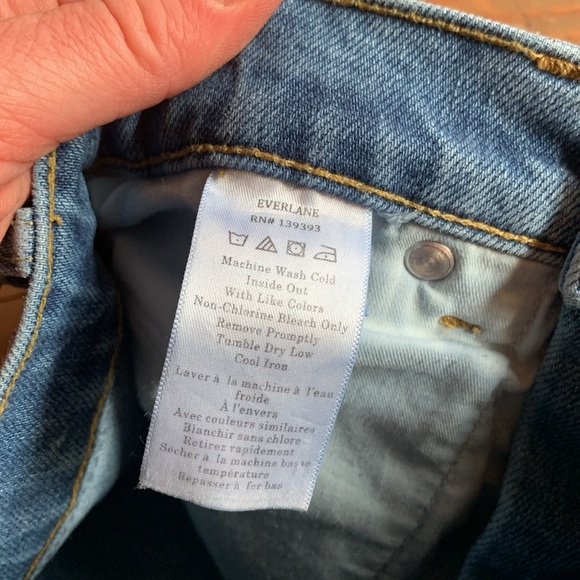 EVERLANE
RN# 139393
Machine Wash Cold
Inside Out
With Like Colors
Non-Chlorine Bleach Only
Remove Promptly
Tumble Dry Low
Cool Iron
Laver à la machine à l'eau
froide
À l'envers
Avec couleurs similaires
Blanchir sans chlore
Retirez rapidement
Sécher à la machine basse
température
Repasser à fer bas